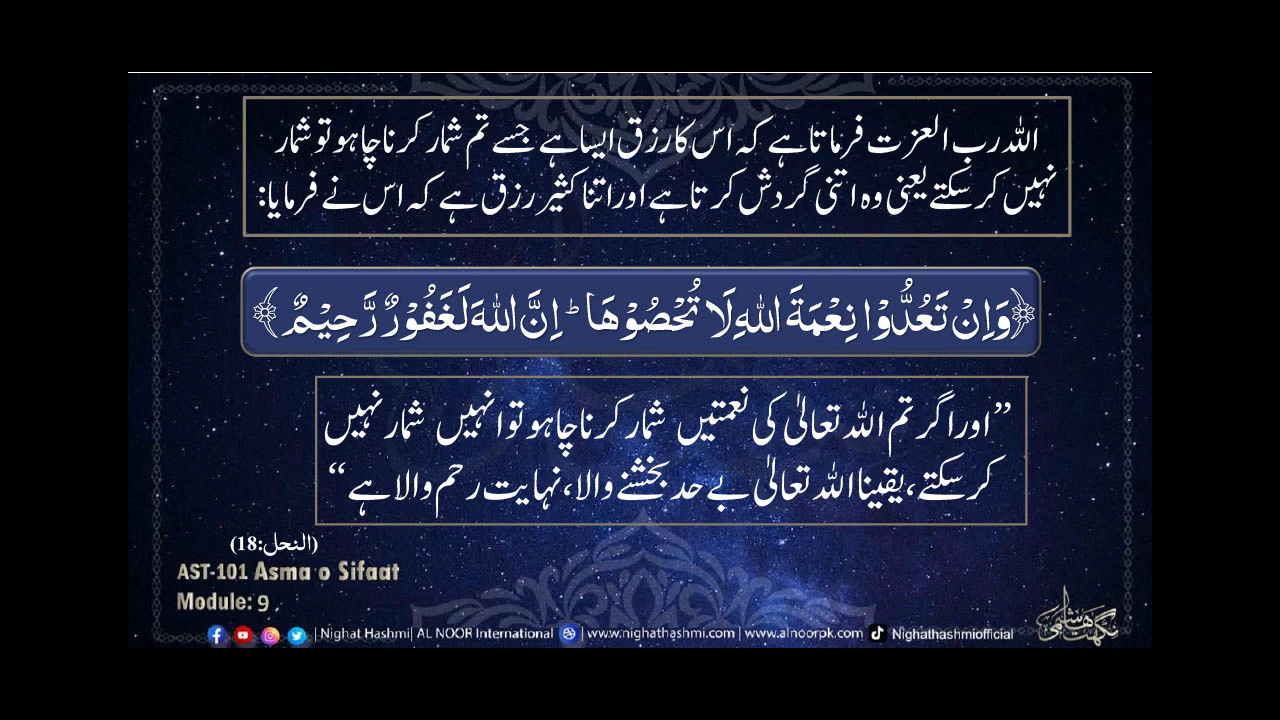 اللہ رب العزت فرماتا ہے کہ اس کا رزق ایسا ہے جسے تم شمار کرنا چاہو تو شمار
نہیں کر سکتے یعنی وہ اتنی گردش کرتا ہے اور اتنا کثیر رزق ہے کہ اس نے فرمایا:
﴿وَاِنْ تَعُدُّوْا نِعْمَةَ اللّٰهِ لَا تُحْصُوْهَا ؕ اِنَّ اللّٰهَ لَغَفُوْرٌ رَّحِيْمٌ﴾
”اور اگر تم اللہ تعالیٰ کی نعمتیں شمار کرنا چاہو تو انہیں شمار نہیں
کر سکتے، یقینا اللہ تعالیٰ بے حد بخشنے والا، نہایت رحم والا ہے“
(النحل:18)
AST-101 Asma o Sifaat
Module: 9
| Nighat Hashmi| AL NOOR International | www.nighathashmi.com | www.alnoorpk.com Nighathashmiofficial
نگہت ہاشمی